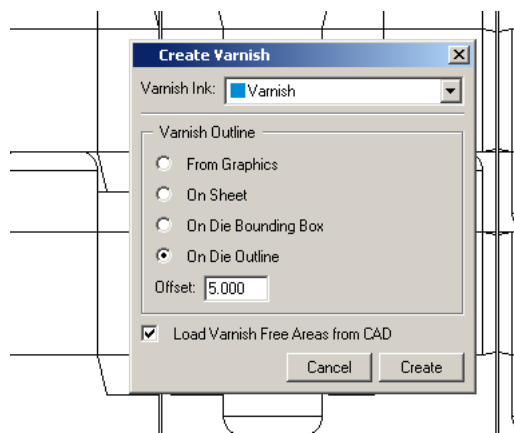 Create Varnish
Varnish Ink: Varnish
Varnish Outline
From Graphics
On Sheet
On Die Bounding Box
On Die Outline
Offset: 5.000
Load Varnish Free Areas from CAD
Cancel Create